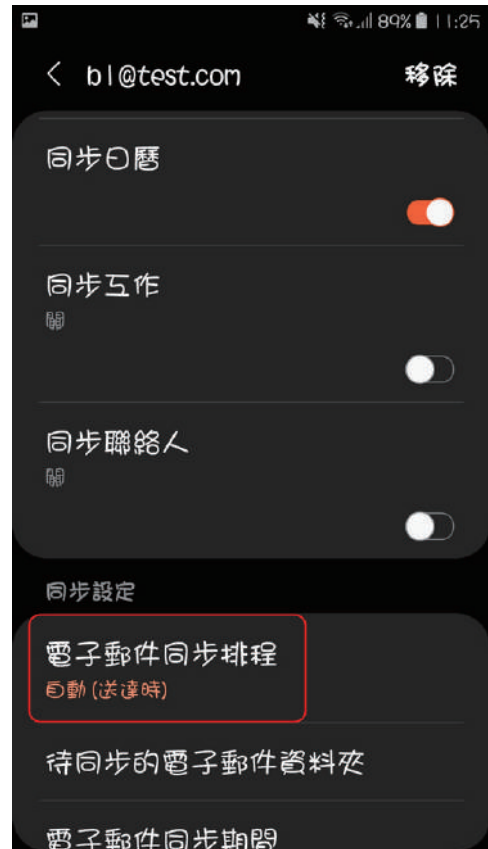 89% 11:25
b1@test.com 移除
同步日曆
同步工作
關
同步聯絡人
關
同步設定
電子郵件同步排程
自動 (送達時)
待同步的電子郵件資料夾
電子郵件同步期間